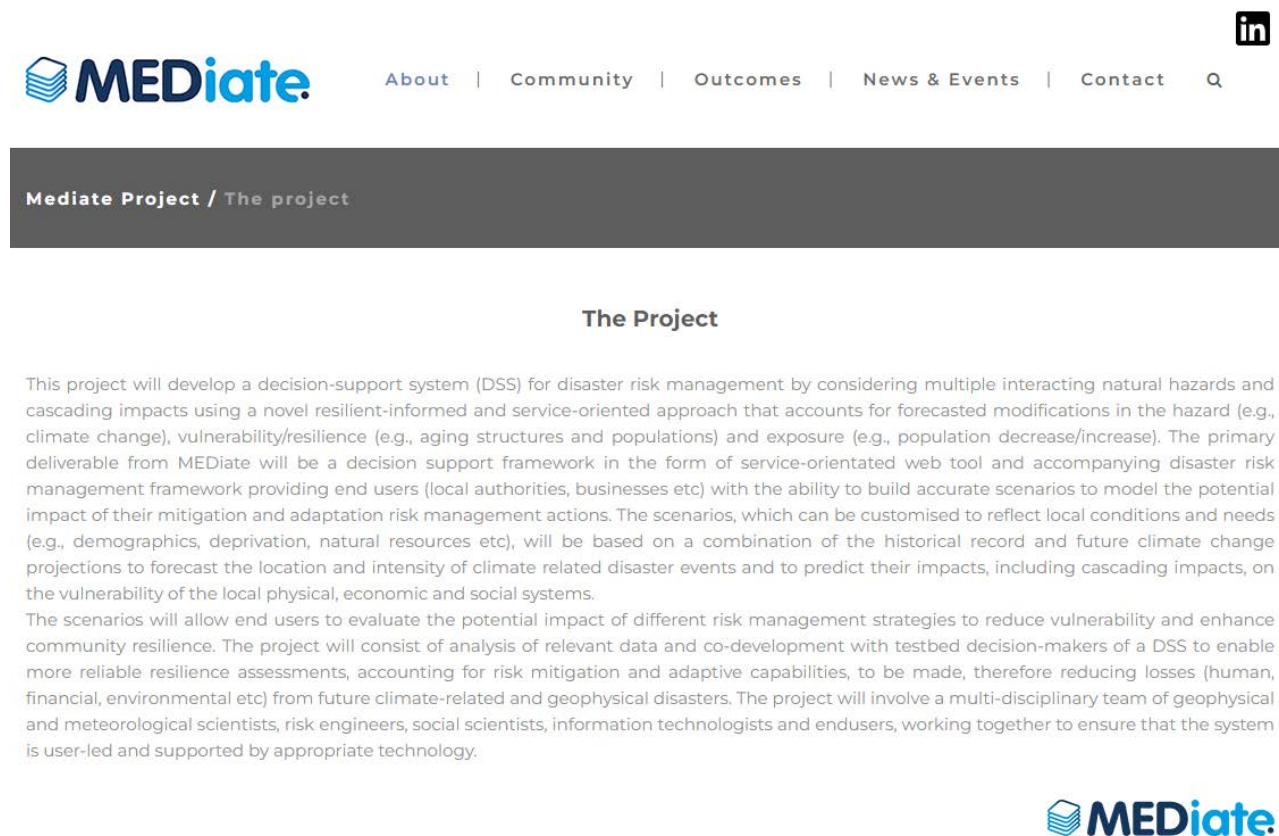 in
MEDiate.
About | Community | Outcomes | News & Events | Contact
Mediate Project / The project
The Project
This project will develop a decision-support system (DSS) for disaster risk management by considering multiple interacting natural hazards and
cascading impacts using a novel resilient-informed and service-oriented approach that accounts for forecasted modifications in the hazard (e.g.,
climate change), vulnerability/resilience (e.g., aging structures and populations) and exposure (e.g., population decrease/increase). The primary
deliverable from MEDiate will be a decision support framework in the form of service-orientated web tool and accompanying disaster risk
management framework providing end users (local authorities, businesses etc) with the ability to build accurate scenarios to model the potential
impact of their mitigation and adaptation risk management actions. The scenarios, which can be customised to reflect local conditions and needs
(e.g., demographics, deprivation, natural resources etc), will be based on a combination of the historical record and future climate change
projections to forecast the location and intensity of climate related disaster events and to predict their impacts, including cascading impacts, on
the vulnerability of the local physical, economic and social systems.
The scenarios will allow end users to evaluate the potential impact of different risk management strategies to reduce vulnerability and enhance
community resilience. The project will consist of analysis of relevant data and co-development with testbed decision-makers of a DSS to enable
more reliable resilience assessments, accounting for risk mitigation and adaptive capabilities, to be made, therefore reducing losses (human,
financial, environmental etc) from future climate-related and geophysical disasters. The project will involve a multi-disciplinary team of geophysical
and meteorological scientists, risk engineers, social scientists, information technologists and endusers, working together to ensure that the system
is user-led and supported by appropriate technology.
MEDiate.